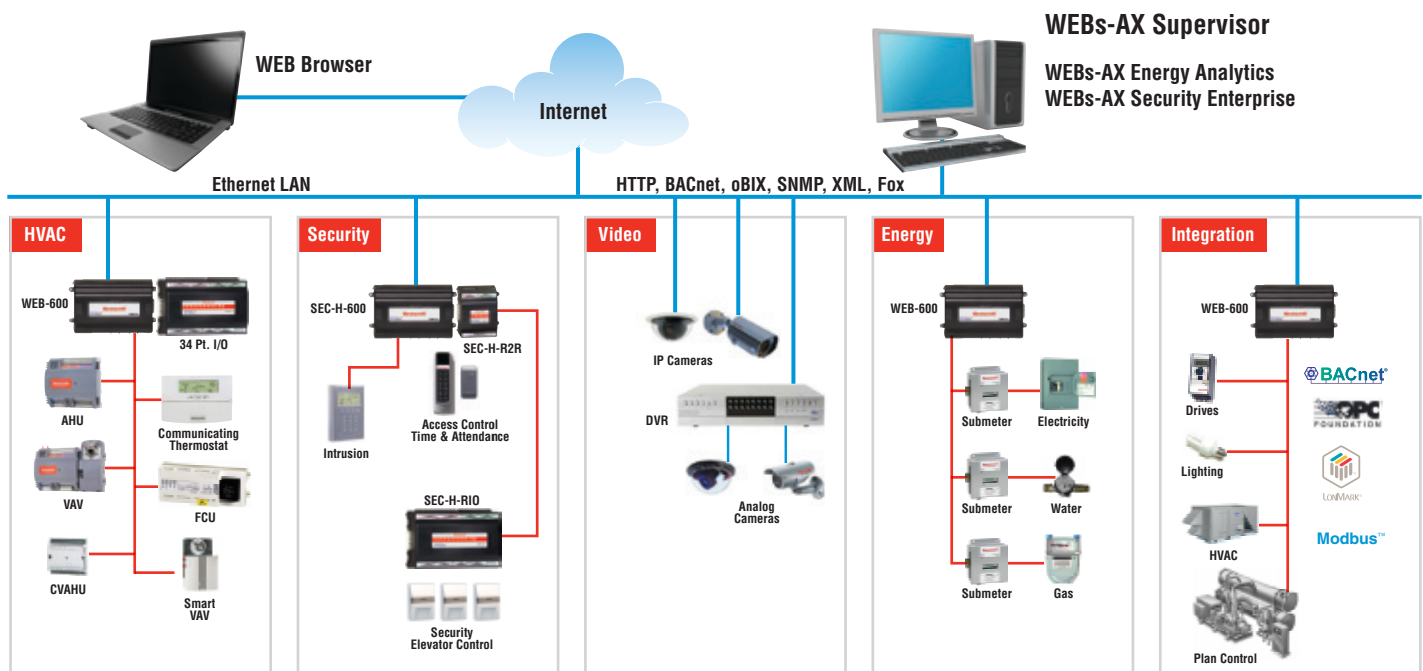 WEBs-AX Supervisor
WEB Browser
WEBs-AX Energy Analytics
WEBs-AX Security Enterprise
Internet
Ethernet LAN
HTTP, BACnet, oBIX, SNMP, XML, Fox
HVAC
WEB-600
34 Pt. I/O
AHU
Communicating
Thermostat
VAV
FCU
CVAHU
Smart
VAV
Security
SEC-H-600
SEC-H-R2R
Intrusion
Access Control
Time & Attendance
SEC-H-RIO
Security
Elevator Control
Video
IP Cameras
DVR
Analog
Cameras
Energy
WEB-600
Submeter
Electricity
Submeter
Water
Submeter
Gas
Integration
WEB-600
Drives
BACnet®
OPC
FOUNDATION
Lighting
LONMARK®
HVAC
Modbus™
Plan Control